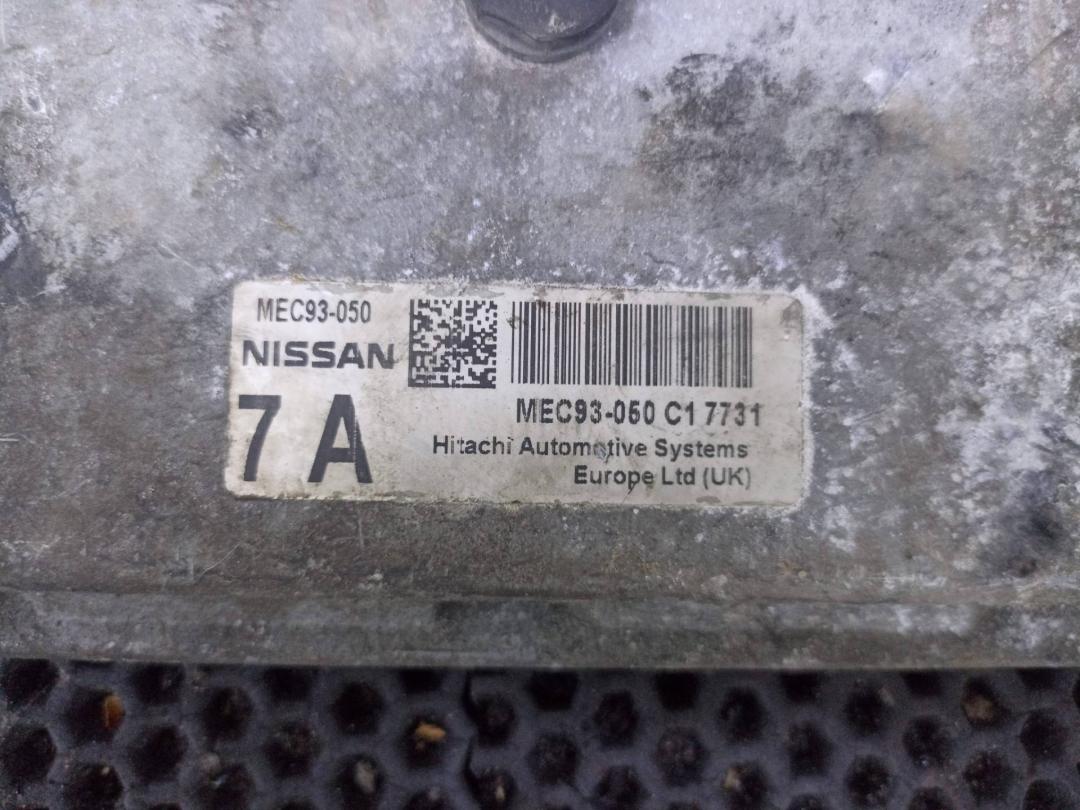 MEC93-050
NISSAN
7 A
MEC93-050 C1 7731
Hitachi Automotive Systems
Europe Ltd (UK)